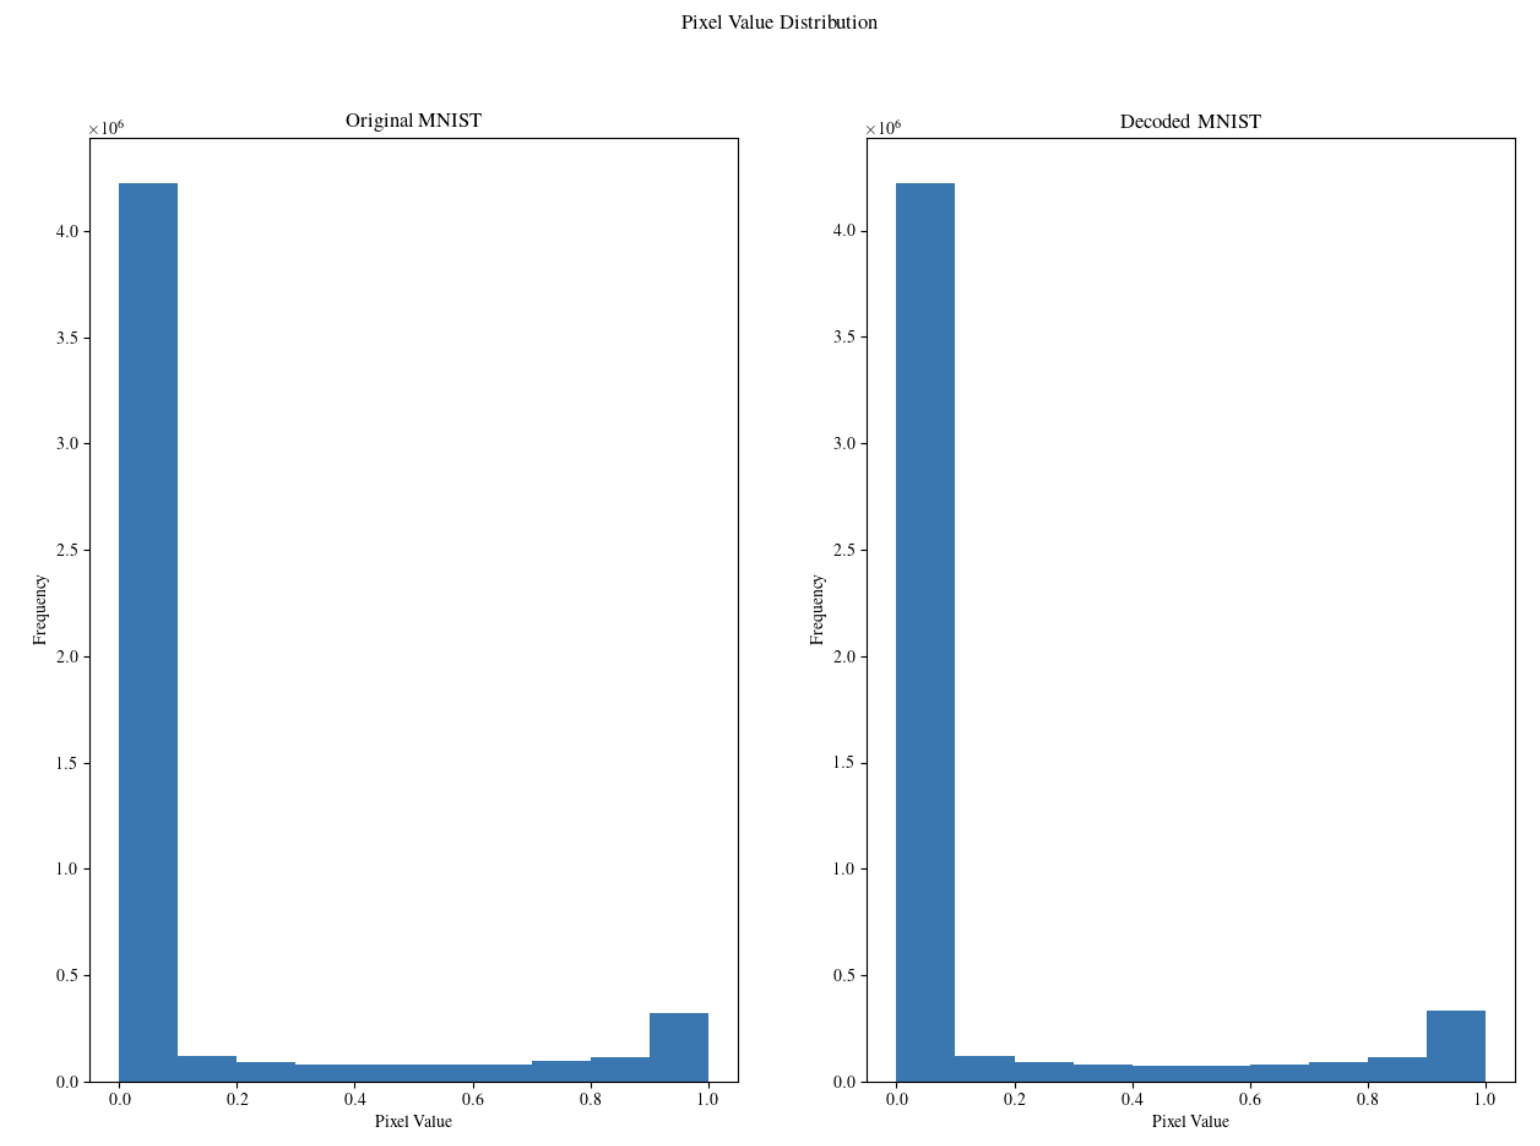 Pixel Value Distribution
Original MNIST
×10⁶
4.0
3.5
3.0
2.5
2.0
1.5
1.0
0.5
0.0
Frequency
0.0 0.2 0.4 0.6 0.8 1.0
Pixel Value
Decoded MNIST
×10⁶
4.0
3.5
3.0
2.5
2.0
1.5
1.0
0.5
0.0
Frequency
0.0 0.2 0.4 0.6 0.8 1.0
Pixel Value